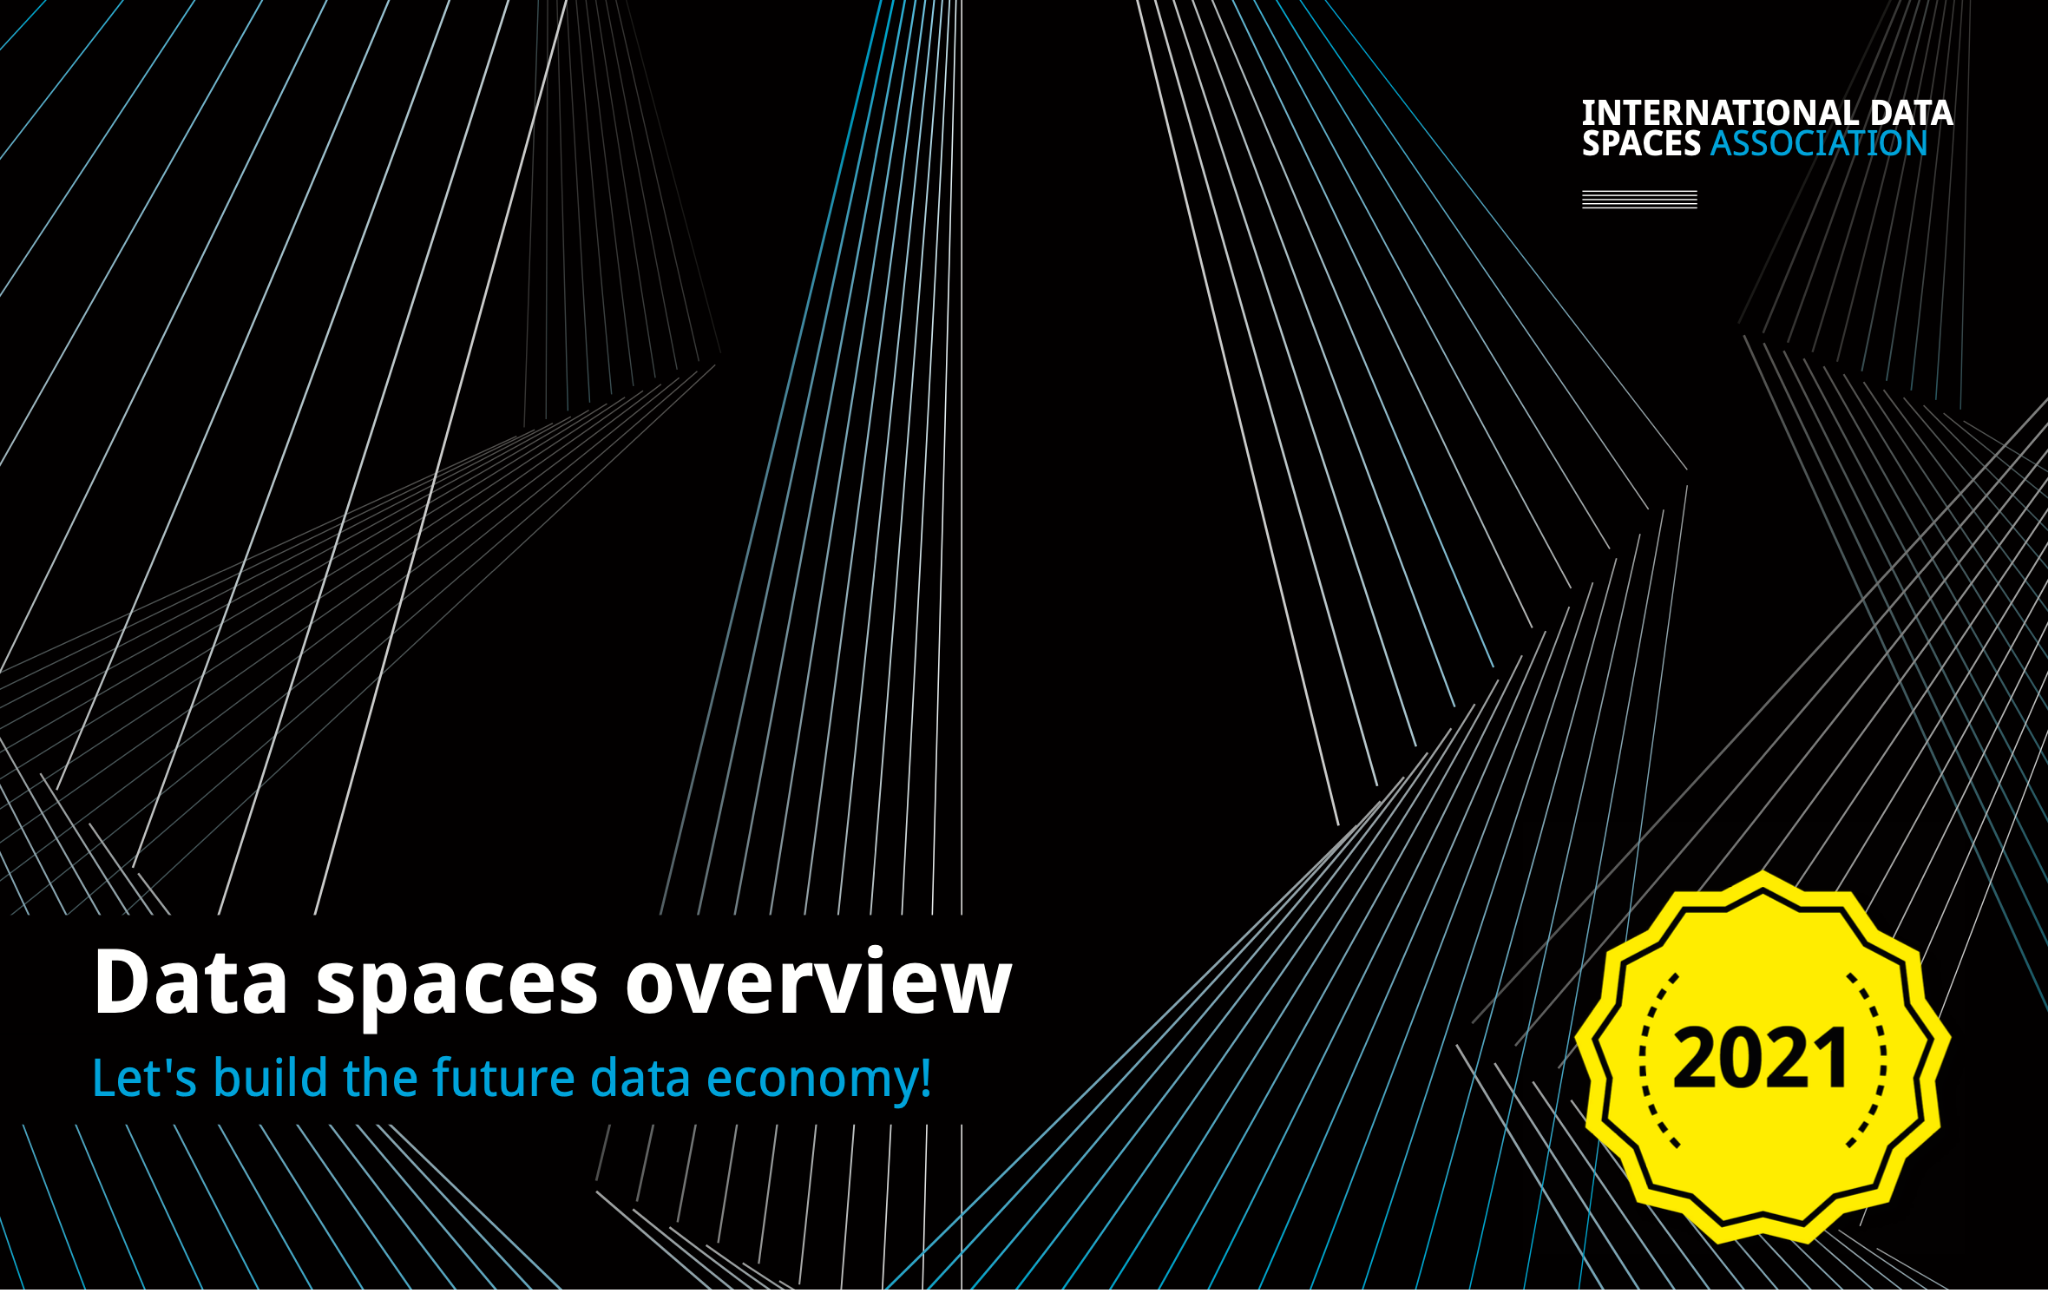 INTERNATIONAL DATA
SPACES ASSOCIATION
Data spaces overview
Let's build the future data economy!
2021